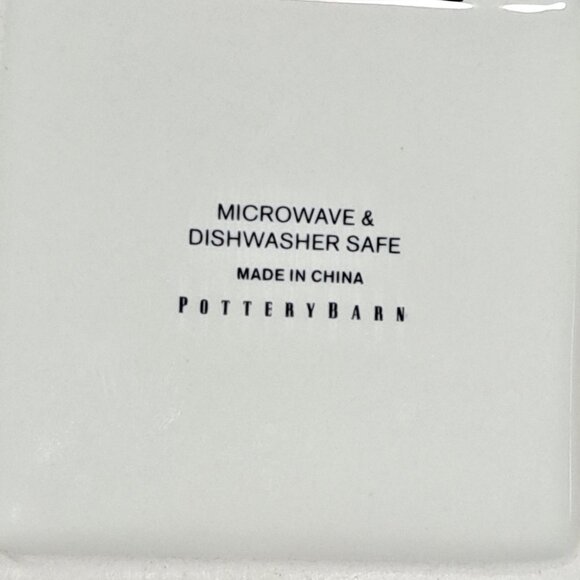 MICROWAVE &
DISHWASHER SAFE
MADE IN CHINA
POTTERYBARN